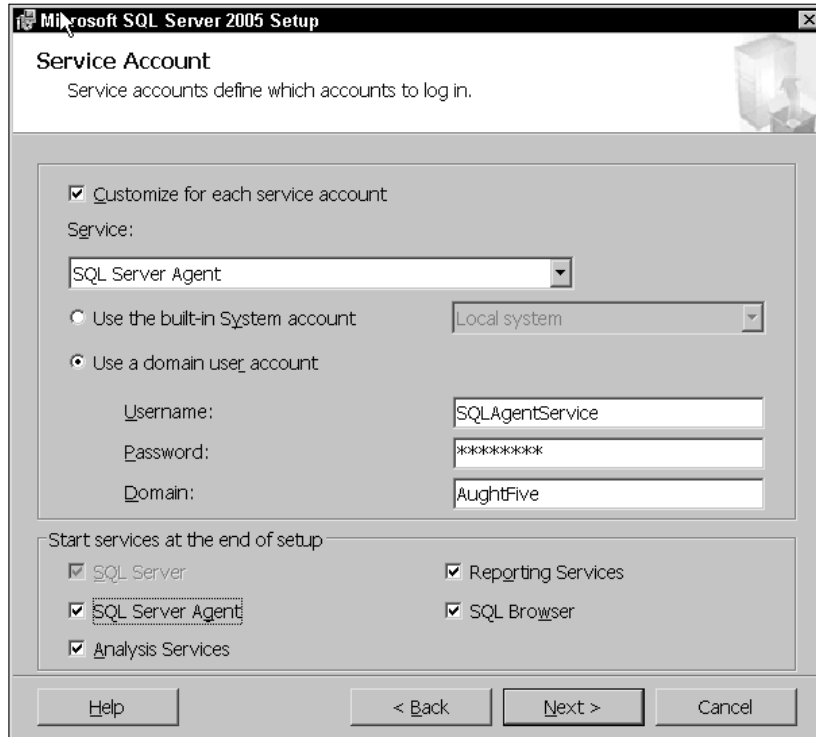 Microsoft SQL Server 2005 Setup
Service Account
Service accounts define which accounts to log in.
Customize for each service account
Service:
SQL Server Agent
Use the built-in System account
Local system
Use a domain user account
Username:
SQLAgentService
Password:
********
Domain:
AughtFive
Start services at the end of setup
SQL Server
Reporting Services
SQL Server Agent
SQL Browser
Analysis Services
Help
< Back
Next >
Cancel